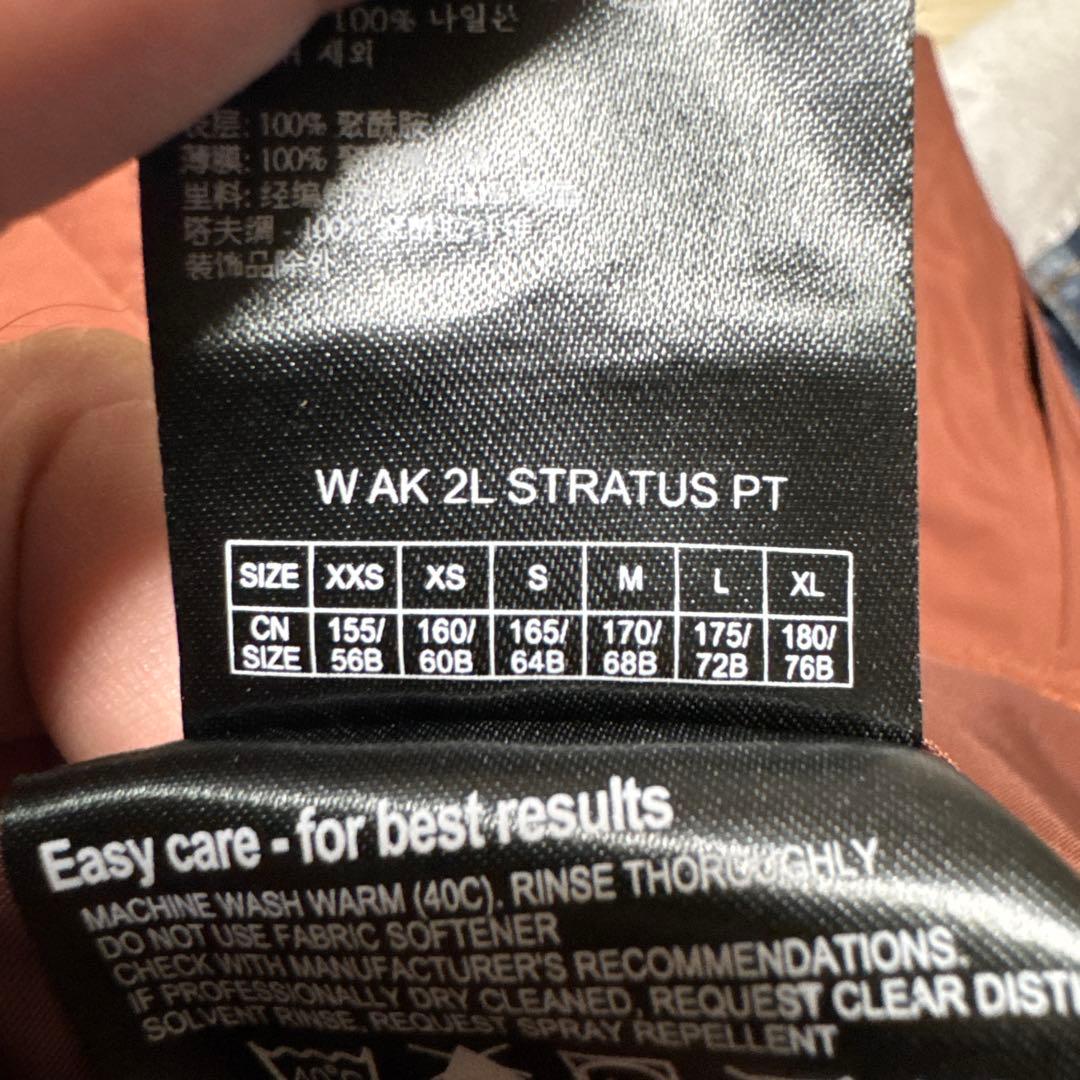 100% 나일론
제외
表层: 100% 聚酰胺
薄膜: 100%
里料: 经编
塔夫绸 - 100%
装饰品除外
W AK 2L STRATUS PT
SIZE XXS XS S M L XL
CN SIZE 155/56B 160/60B 165/64B 170/68B 175/72B 180/76B
Easy care - for best results
MACHINE WASH WARM (40C). RINSE THOROUGHLY
DO NOT USE FABRIC SOFTENER
CHECK WITH MANUFACTURER'S RECOMMENDATIONS.
IF PROFESSIONALLY DRY CLEANED, REQUEST CLEAR DISTI
SOLVENT RINSE. REQUEST SPRAY REPELLENT
40°C